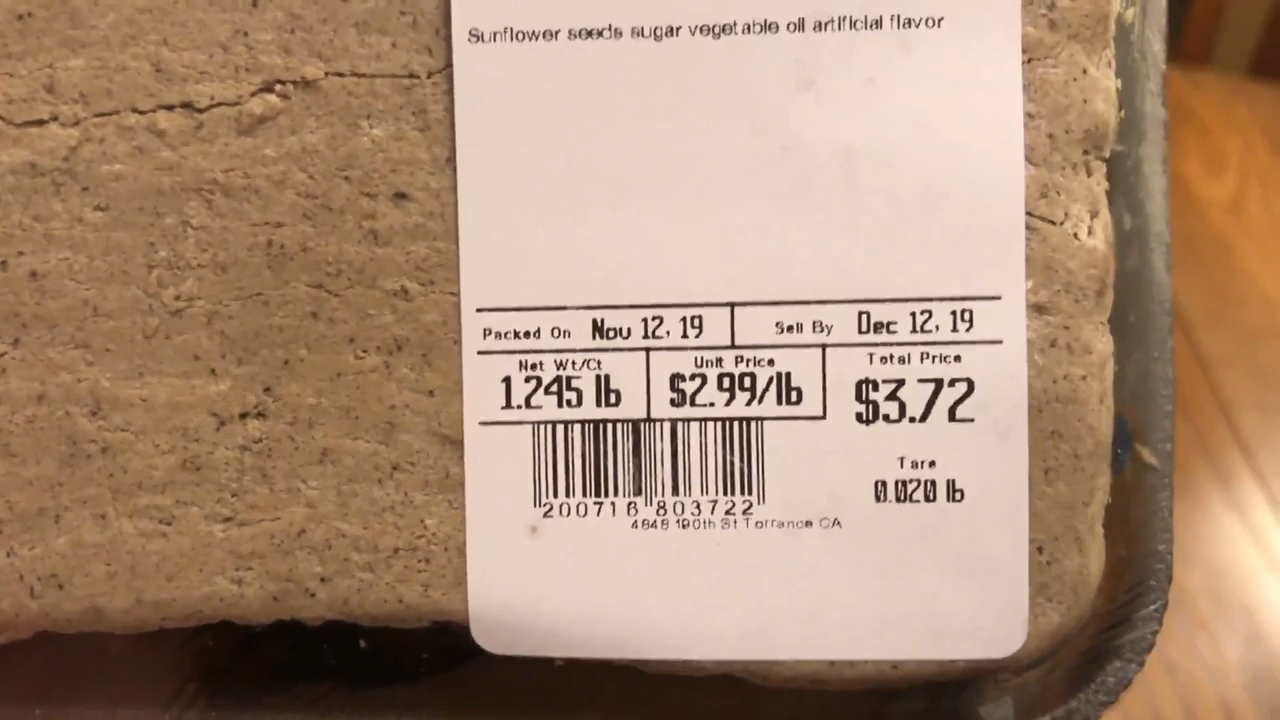 Sunflower seeds sugar vegetable oil artificial flavor
Packed On Nov 12, 19 Sell By Dec 12, 19
Net Wt/Ct Unit Price Total Price
1.245 lb $2.99/lb $3.72
Tare
0.020 lb
200716 803722
4848 190th St Torrance CA